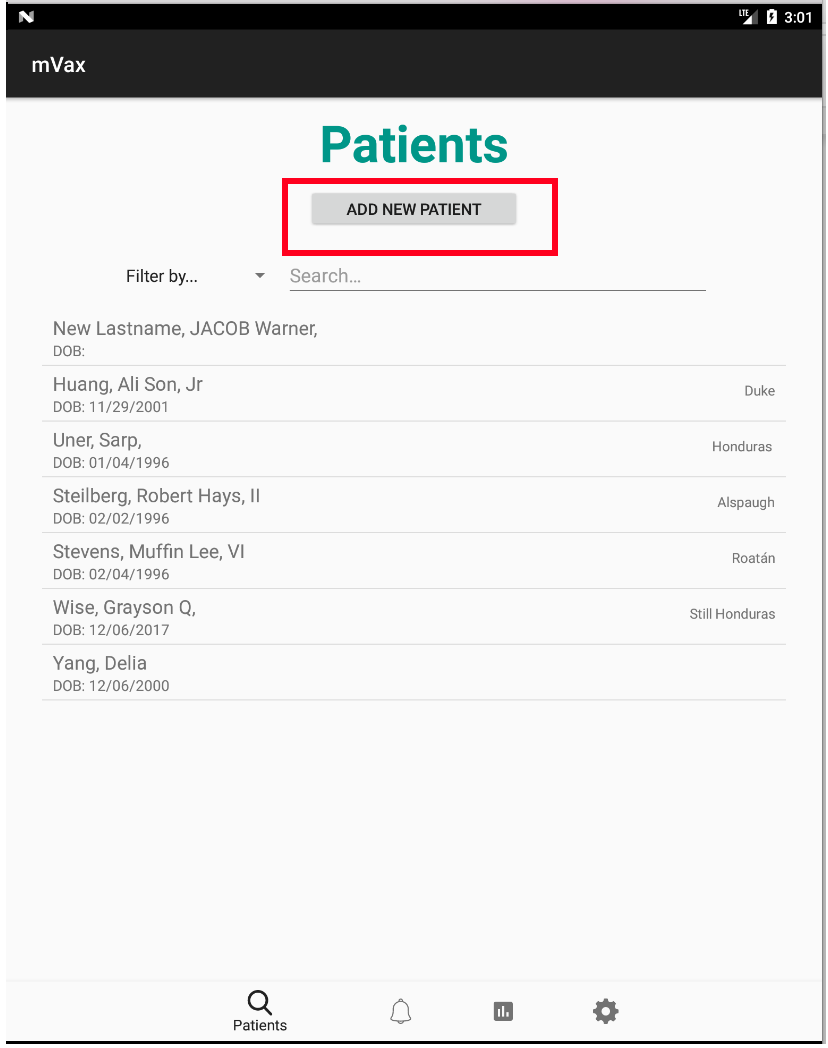 LTE 3:01
mVax
Patients
ADD NEW PATIENT
Filter by... Search...
New Lastname, JACOB Warner,
DOB:
Huang, Ali Son, Jr
Duke
DOB: 11/29/2001
Uner, Sarp,
Honduras
DOB: 01/04/1996
Steilberg, Robert Hays, II
Alspaugh
DOB: 02/02/1996
Stevens, Muffin Lee, VI
Roatán
DOB: 02/04/1996
Wise, Grayson Q,
Still Honduras
DOB: 12/06/2017
Yang, Delia
DOB: 12/06/2000
Patients